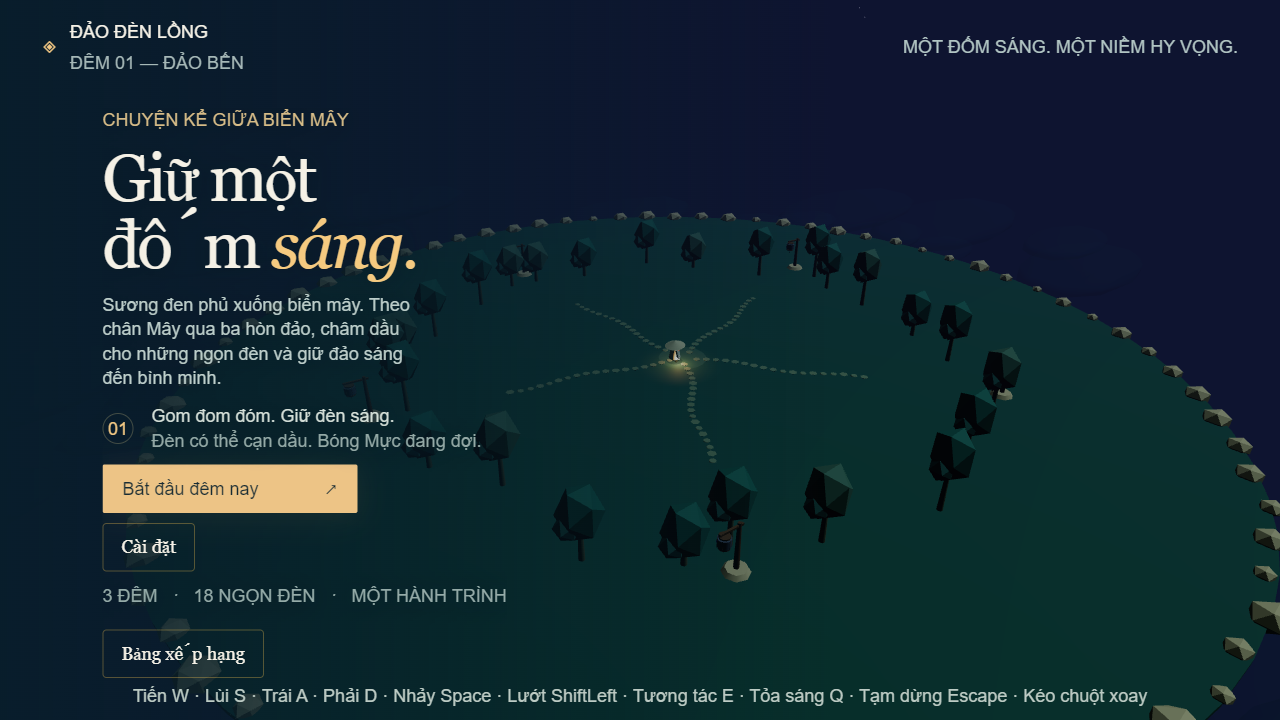 ĐẢO ĐÈN LỒNG
ĐÊM 01 — ĐẢO BẾN
MỘT ĐỐM SÁNG. MỘT NIỀM HY VỌNG.
CHUYỆN KỂ GIỮA BIỂN MÂY
Giữ một
đốm sáng.
Sương đen phủ xuống biển mây. Theo
chân Mây qua ba hòn đảo, châm dầu
cho những ngọn đèn và giữ đảo sáng
đến bình minh.
01
Gom đom đóm. Giữ đèn sáng.
Đèn có thể cạn dầu. Bóng Mực đang đợi.
Bắt đầu đêm nay ↗
Cài đặt
3 ĐÊM · 18 NGỌN ĐÈN · MỘT HÀNH TRÌNH
Bảng xếp hạng
Tiến W · Lùi S · Trái A · Phải D · Nhảy Space · Lướt ShiftLeft · Tương tác E · Tỏa sáng Q · Tạm dừng Escape · Kéo chuột xoay